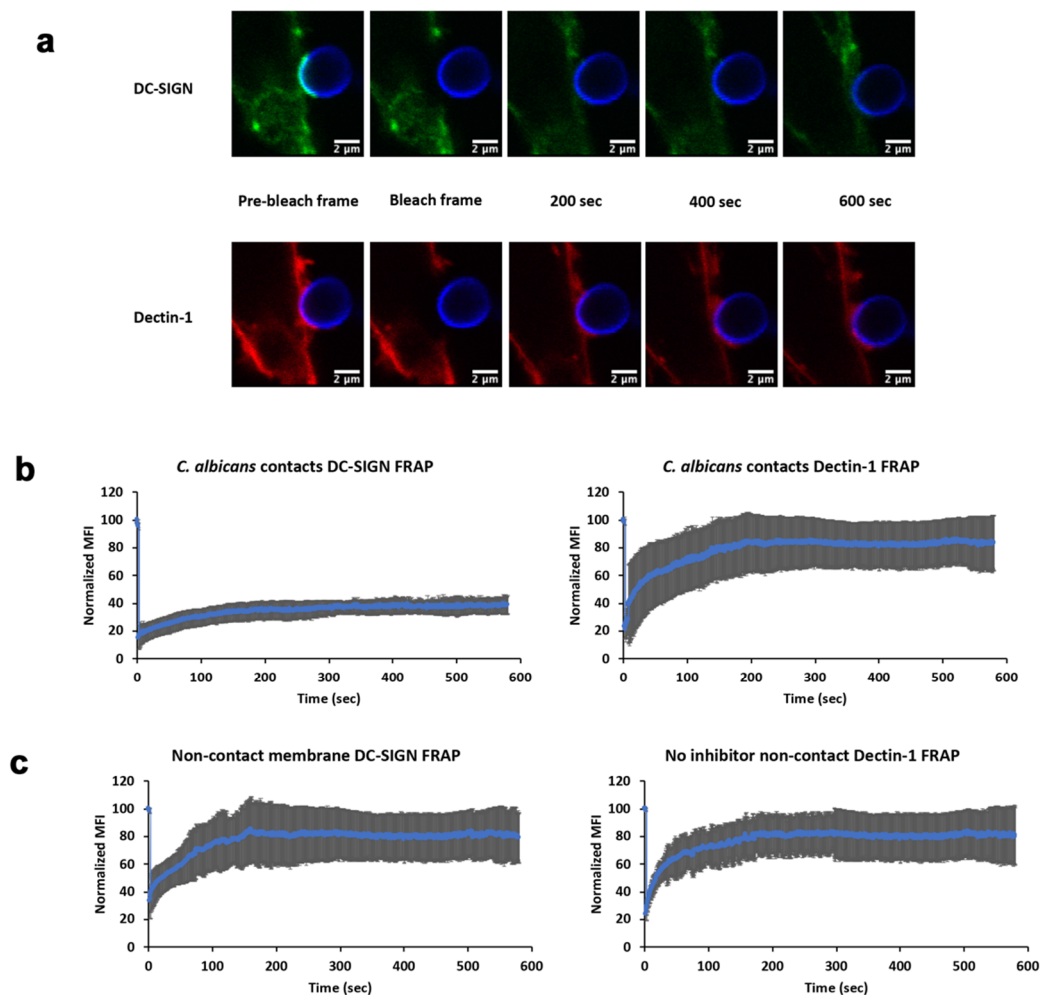 a
DC-SIGN
2 μm 2 μm 2 μm 2 μm 2 μm
Pre-bleach frame Bleach frame 200 sec 400 sec 600 sec
Dectin-1
2 μm 2 μm 2 μm 2 μm 2 μm
b
C. albicans contacts DC-SIGN FRAP
Normalized MFI
120
100
80
60
40
20
0
0 100 200 300 400 500 600
Time (sec)
C. albicans contacts Dectin-1 FRAP
Normalized MFI
120
100
80
60
40
20
0
0 100 200 300 400 500 600
Time (sec)
c
Non-contact membrane DC-SIGN FRAP
Normalized MFI
120
100
80
60
40
20
0
0 100 200 300 400 500 600
Time (sec)
No inhibitor non-contact Dectin-1 FRAP
Normalized MFI
120
100
80
60
40
20
0
0 100 200 300 400 500 600
Time (sec)